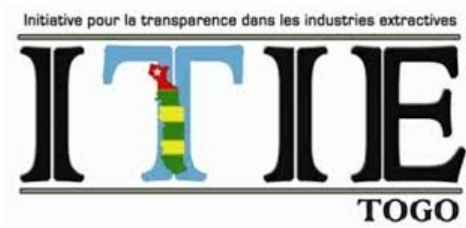 Initiative pour la transparence dans les industries extractives
ITIE
TOGO